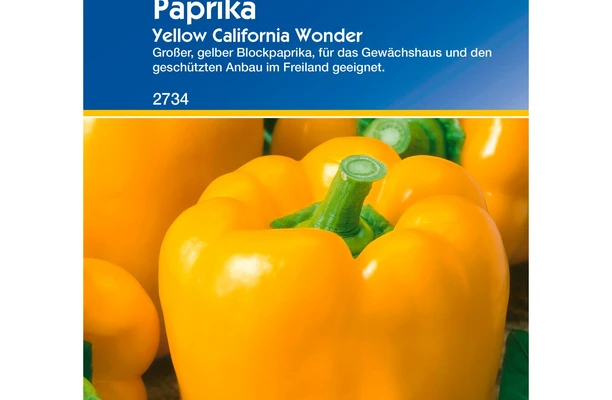 Paprika
Yellow California Wonder
Großer, gelber Blockpaprika, für das Gewächshaus und den
geschützten Anbau im Freiland geeignet.
2734